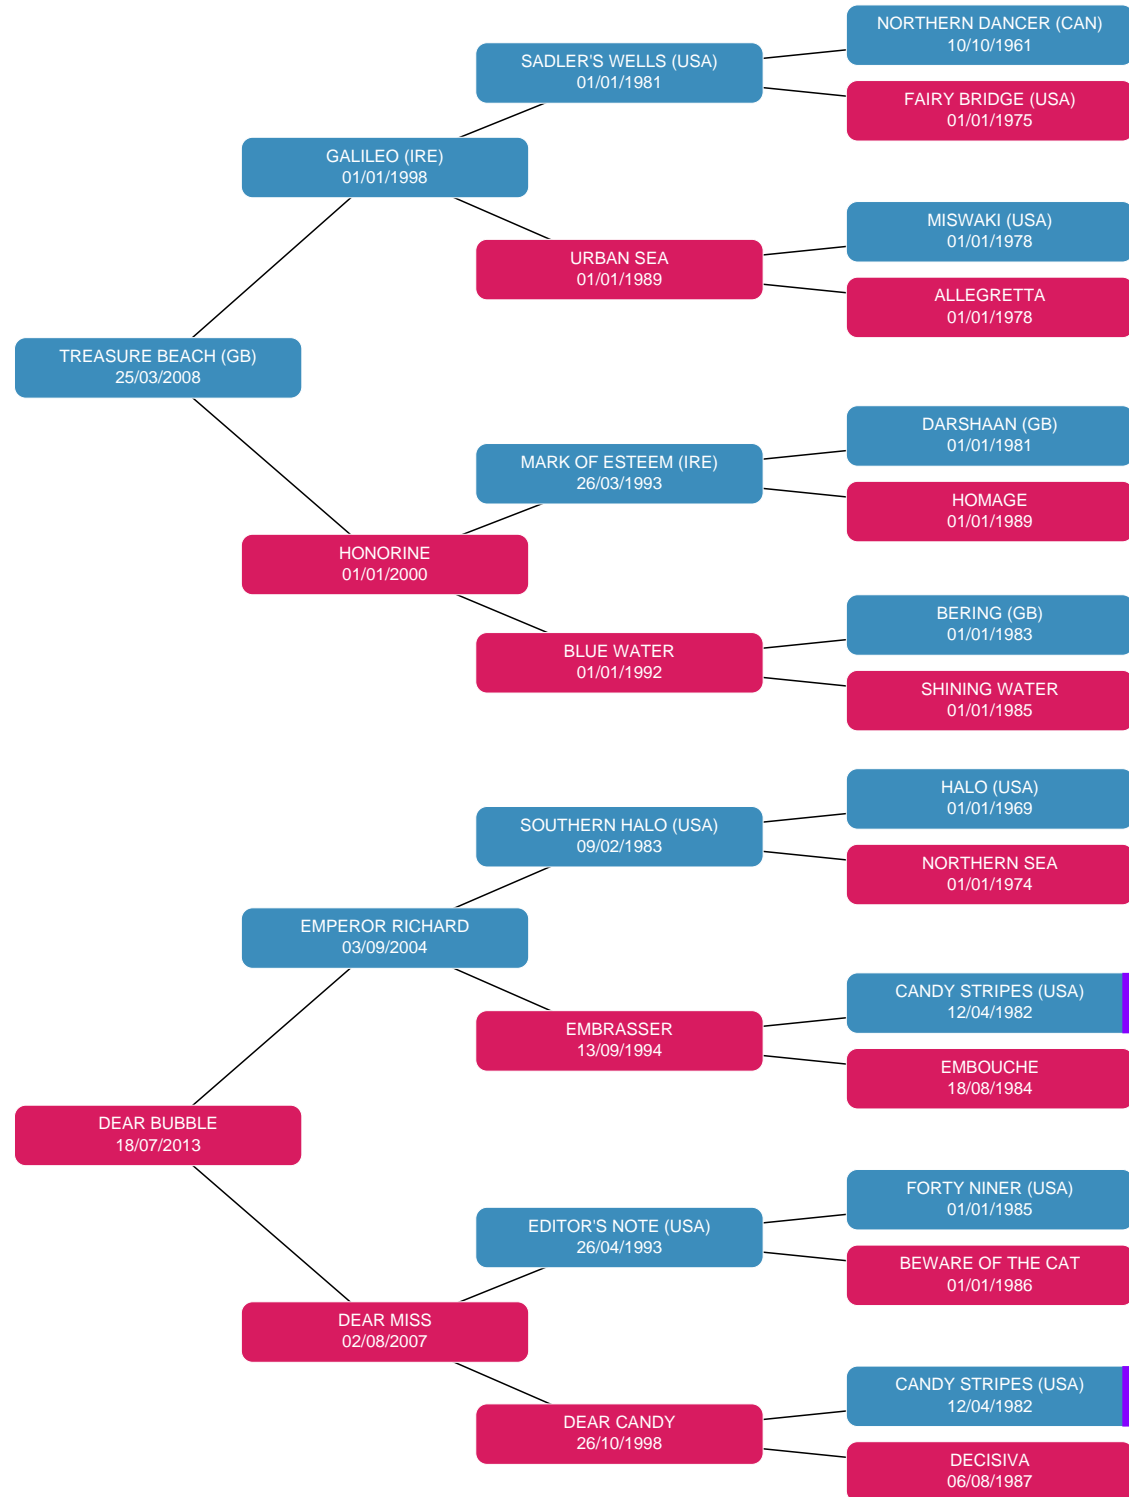 NORTHERN DANCER (CAN)
10/10/1961
SADLER'S WELLS (USA)
01/01/1981
FAIRY BRIDGE (USA)
01/01/1975
GALILEO (IRE)
01/01/1998
MISWAKI (USA)
01/01/1978
URBAN SEA
01/01/1989
ALLEGRETTA
01/01/1978
TREASURE BEACH (GB)
25/03/2008
DARSHAAN (GB)
01/01/1981
MARK OF ESTEEM (IRE)
26/03/1993
HOMAGE
01/01/1989
HONORINE
01/01/2000
BERING (GB)
01/01/1983
BLUE WATER
01/01/1992
SHINING WATER
01/01/1985
HALO (USA)
01/01/1969
SOUTHERN HALO (USA)
09/02/1983
NORTHERN SEA
01/01/1974
EMPEROR RICHARD
03/09/2004
CANDY STRIPES (USA)
12/04/1982
EMBRASSER
13/09/1994
EMBOUCHE
18/08/1984
DEAR BUBBLE
18/07/2013
FORTY NINER (USA)
01/01/1985
EDITOR'S NOTE (USA)
26/04/1993
BEWARE OF THE CAT
01/01/1986
DEAR MISS
02/08/2007
CANDY STRIPES (USA)
12/04/1982
DEAR CANDY
26/10/1998
DECISIVA
06/08/1987